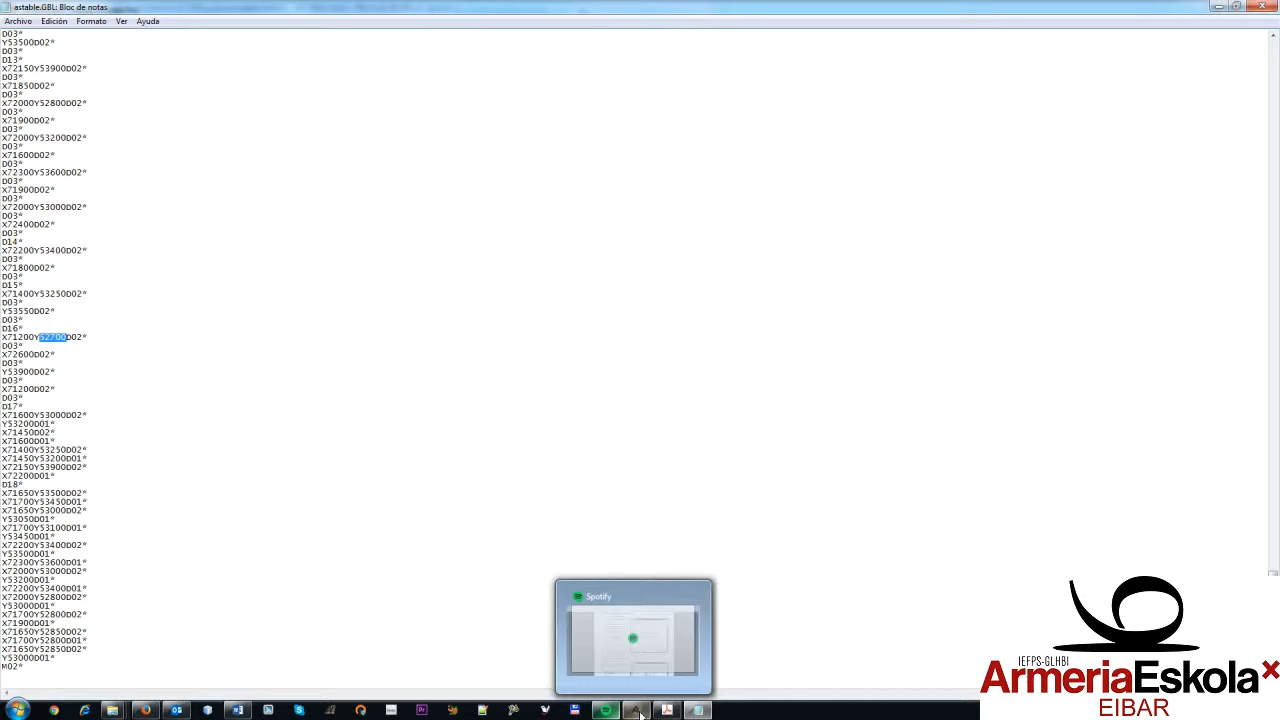 astable.GBL: Bloc de notas
Archivo Edición Formato Ver Ayuda
D03*
Y53500D02*
D03*
D13*
X72150Y53900D02*
D03*
X71850D02*
D03*
X72000Y52800D02*
D03*
X71900D02*
D03*
X72000Y53200D02*
D03*
X71600D02*
D03*
X72300Y53600D02*
D03*
X71900D02*
D03*
X72000Y53000D02*
D03*
X72400D02*
D03*
D14*
X72200Y53400D02*
D03*
X71800D02*
D03*
D15*
X71400Y53250D02*
D03*
Y53550D02*
D03*
D16*
X71200Y52700D02*
D03*
X72600D02*
D03*
Y53900D02*
D03*
X71200D02*
D03*
D17*
X71600Y53000D02*
Y53200D01*
X71450D02*
X71600D01*
X71400Y53250D02*
X71450Y53200D01*
X72150Y53900D02*
X72200D01*
D18*
X71650Y53500D02*
X71700Y53450D01*
X71650Y53000D02*
Y53050D01*
X71700Y53100D01*
Y53450D01*
X72200Y53400D02*
Y53500D01*
X72300Y53600D01*
X72000Y53000D02*
Y53200D01*
X72200Y53400D01*
X72000Y52800D02*
Y53000D01*
X71700Y52800D02*
X71900D01*
X71650Y52850D02*
X71700Y52800D01*
X71650Y52850D02*
Y53000D01*
M02*
Spotify
IEFPS-GLHBI
ArmeriaEskola
EIBAR